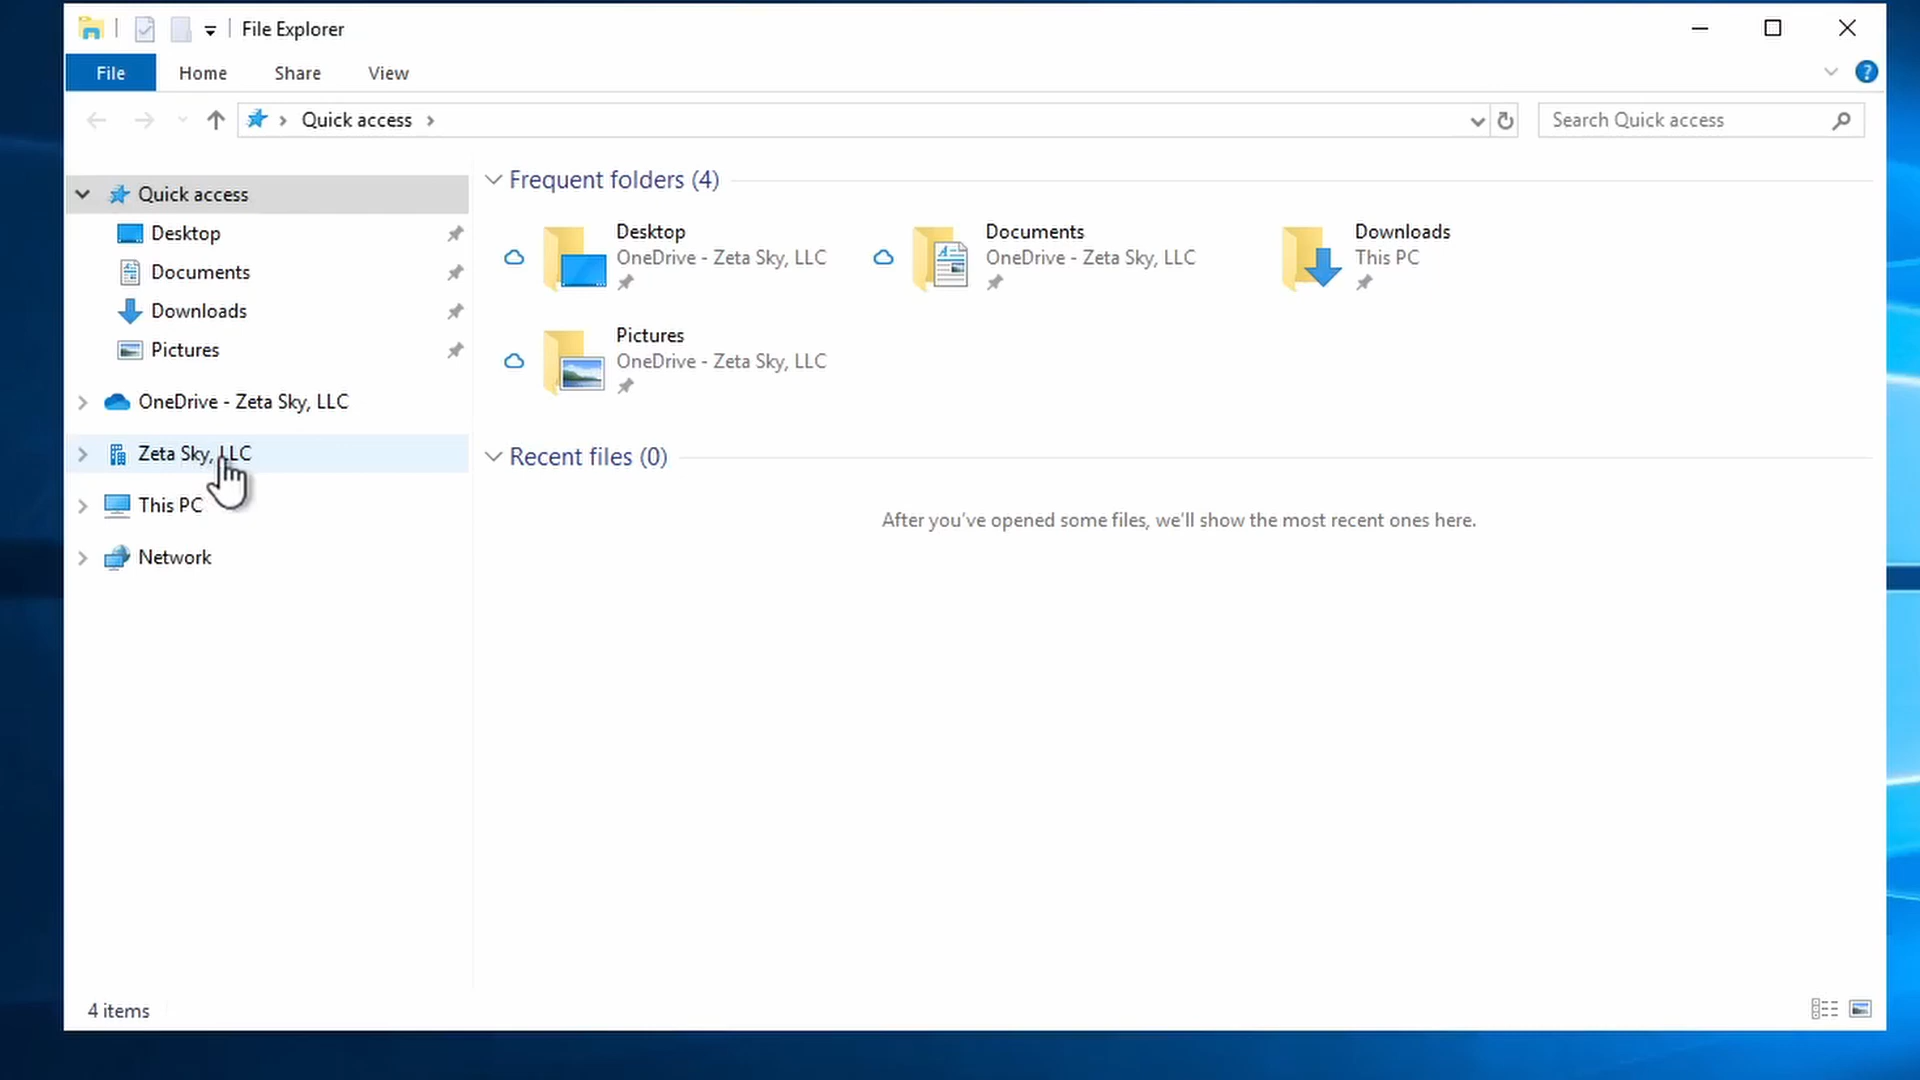 File Explorer
File Home Share View
?
Quick access
Search Quick access
Quick access
Desktop
Documents
Downloads
Pictures
OneDrive - Zeta Sky, LLC
Zeta Sky, LLC
This PC
Network
Frequent folders (4)
Desktop
OneDrive - Zeta Sky, LLC
Documents
OneDrive - Zeta Sky, LLC
Downloads
This PC
Pictures
OneDrive - Zeta Sky, LLC
Recent files (0)
After you've opened some files, we'll show the most recent ones here.
4 items